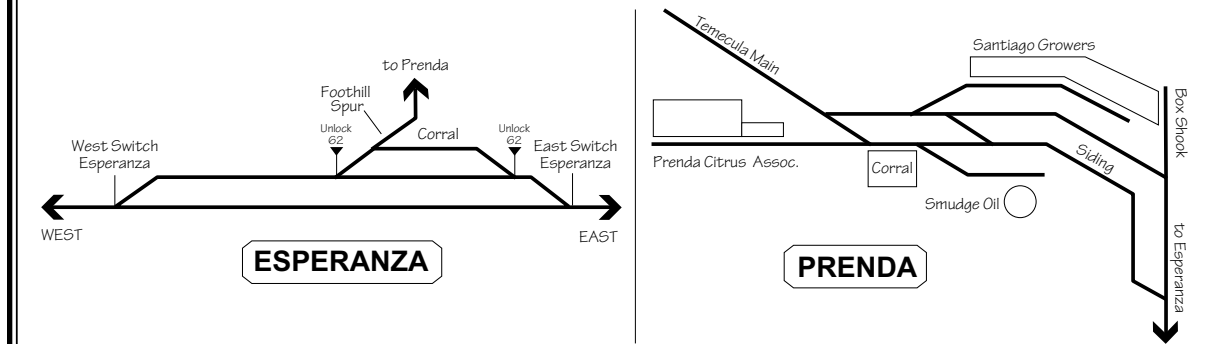 to Prenda
Foothill
Spur
Unlock
62
Corral
Unlock
62
West Switch
Esperanza
East Switch
Esperanza
WEST
EAST
ESPERANZA
Temecula Main
Santiago Growers
Box Shook
Prenda Citrus Assoc.
Corral
Siding
Smudge Oil
to Esperanza
PRENDA